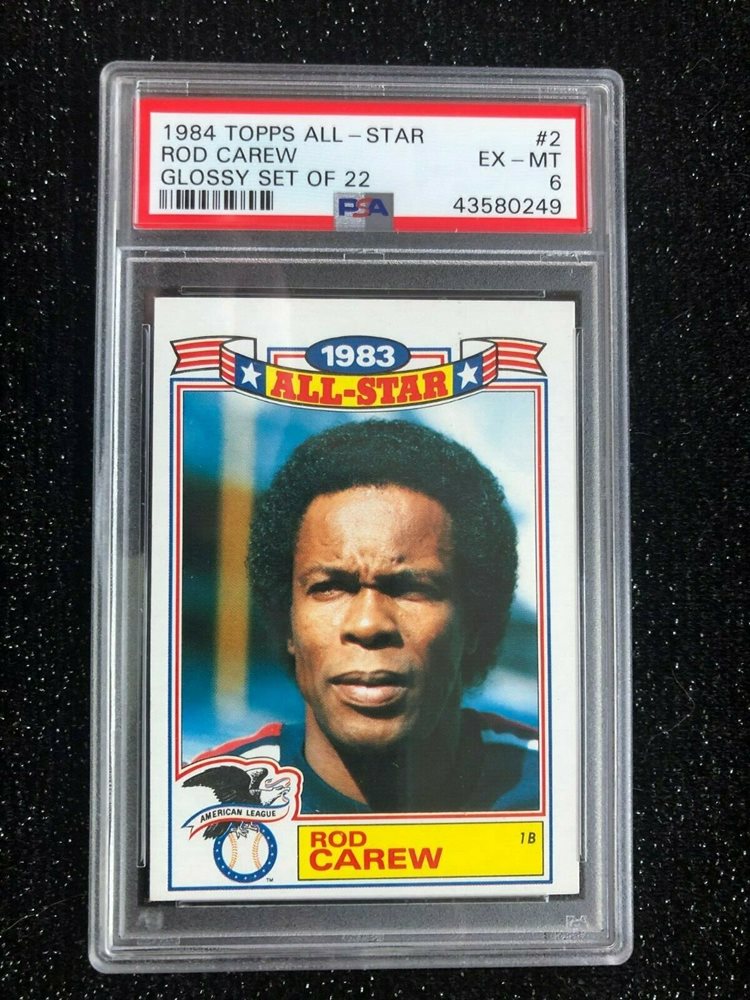 1984 TOPPS ALL-STAR #2
ROD CAREW EX-MT
GLOSSY SET OF 22 6
PSA 43580249
1983
ALL-STAR
AMERICAN LEAGUE
TM
ROD 1B
CAREW